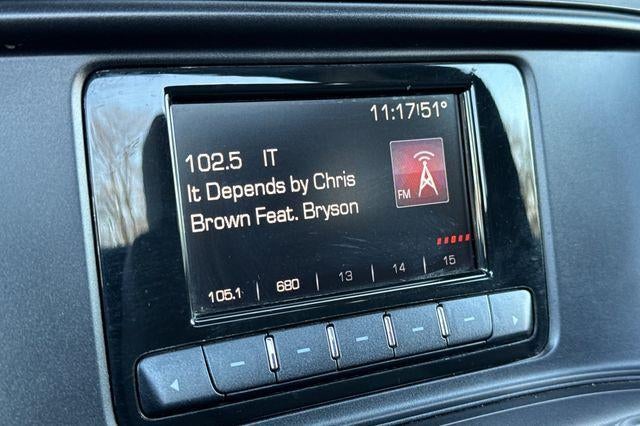 11:17 51°
102.5 IT
It Depends by Chris
Brown Feat. Bryson
FM
105.1 680 13 14 15